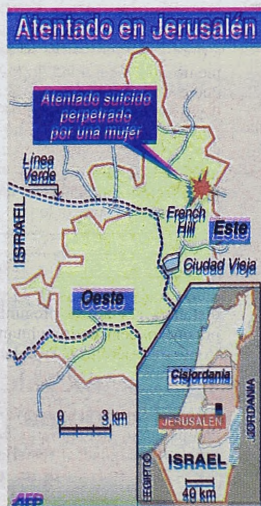 Atentado en Jerusalén
Atentado suicida
perpetrado
por una mujer
Línea
Verde
ISRAEL
French
Hill
Este
Ciudad Vieja
Oeste
0 3 km
Cisjordania
JERUSALÉN
JORDANIA
ISRAEL
EGIPTO
40 km
AFP